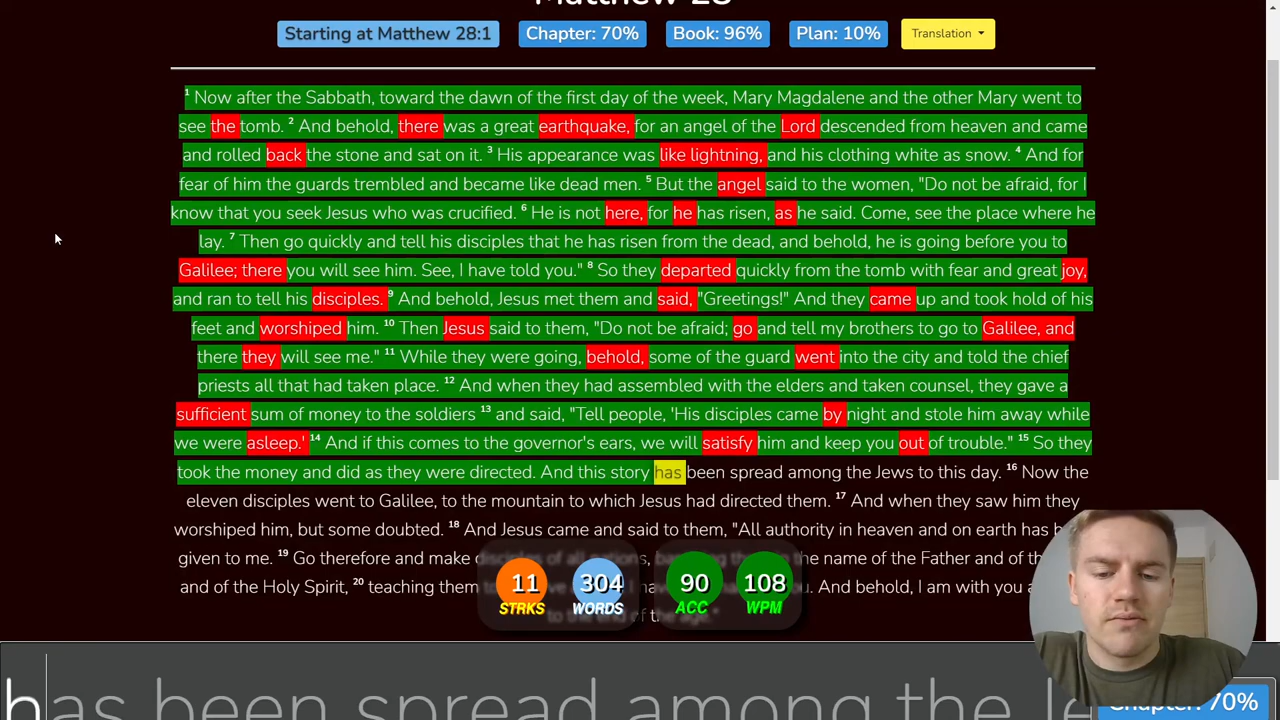 Matthew 28
Starting at Matthew 28:1 Chapter: 70% Book: 96% Plan: 10% Translation
1 Now after the Sabbath, toward the dawn of the first day of the week, Mary Magdalene and the other Mary went to
see the tomb. 2 And behold, there was a great earthquake, for an angel of the Lord descended from heaven and came
and rolled back the stone and sat on it. 3 His appearance was like lightning, and his clothing white as snow. 4 And for
fear of him the guards trembled and became like dead men. 5 But the angel said to the women, "Do not be afraid, for I
know that you seek Jesus who was crucified. 6 He is not here, for he has risen, as he said. Come, see the place where he
lay. 7 Then go quickly and tell his disciples that he has risen from the dead, and behold, he is going before you to
Galilee; there you will see him. See, I have told you." 8 So they departed quickly from the tomb with fear and great joy,
and ran to tell his disciples. 9 And behold, Jesus met them and said, "Greetings!" And they came up and took hold of his
feet and worshiped him. 10 Then Jesus said to them, "Do not be afraid; go and tell my brothers to go to Galilee, and
there they will see me." 11 While they were going, behold, some of the guard went into the city and told the chief
priests all that had taken place. 12 And when they had assembled with the elders and taken counsel, they gave a
sufficient sum of money to the soldiers 13 and said, "Tell people, 'His disciples came by night and stole him away while
we were asleep.' 14 And if this comes to the governor's ears, we will satisfy him and keep you out of trouble." 15 So they
took the money and did as they were directed. And this story has been spread among the Jews to this day. 16 Now the
eleven disciples went to Galilee, to the mountain to which Jesus had directed them. 17 And when they saw him they
worshiped him, but some doubted. 18 And Jesus came and said to them, "All authority in heaven and on earth has
given to me. 19 Go therefore and make disciples of all nations, the name of the Father and of
and of the Holy Spirit, 20 teaching them you. And behold, I am with you
to the end of the age."
11 304 90 108
STRKS WORDS ACC WPM
has been spread among the Je
Chapter: 70%